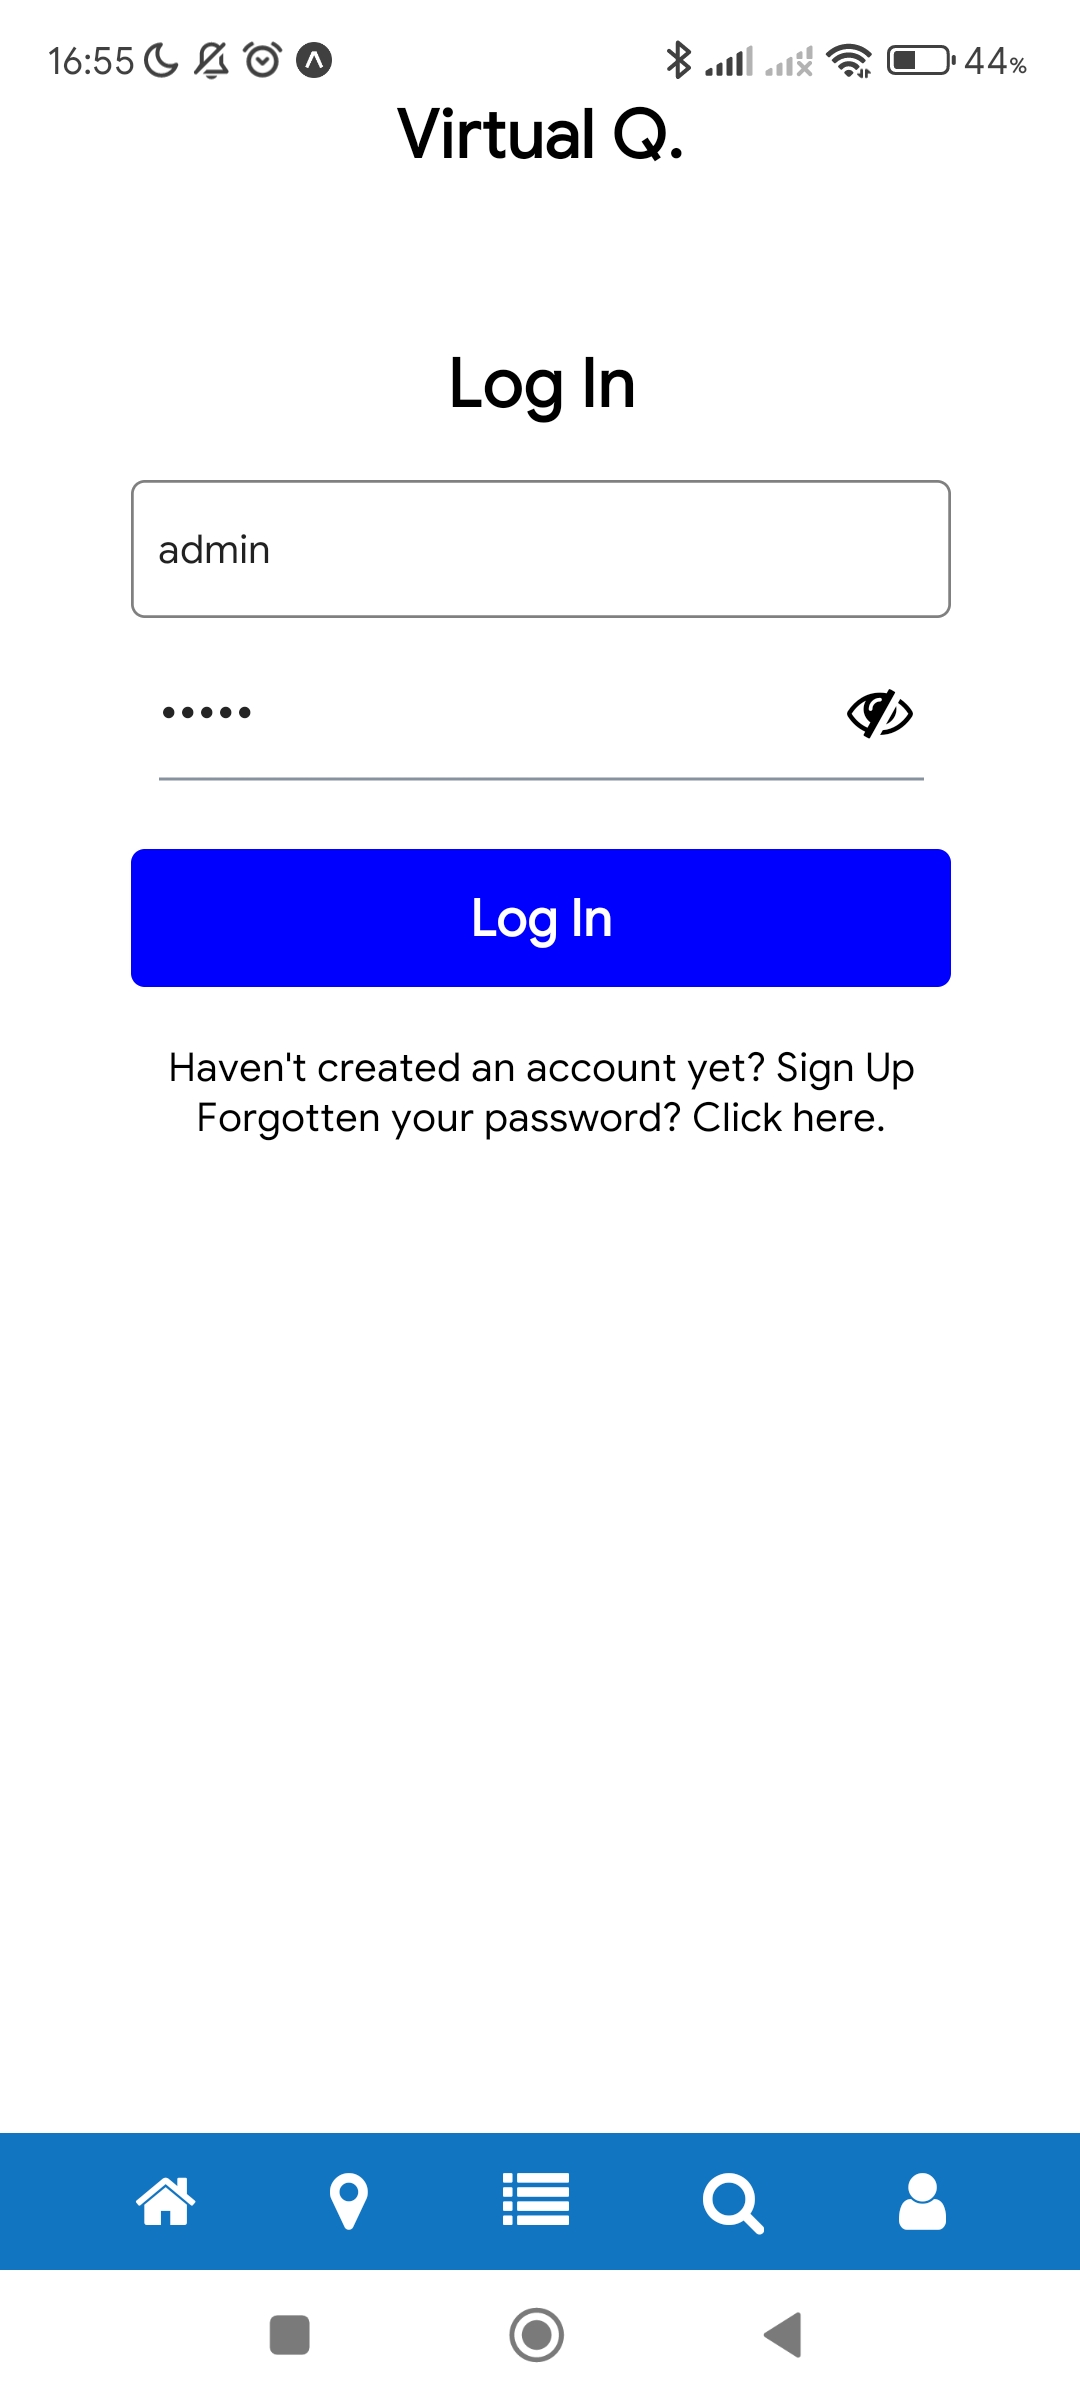 16:55 44%
Virtual Q.
Log In
admin
•••••
Log In
Haven't created an account yet? Sign Up
Forgotten your password? Click here.